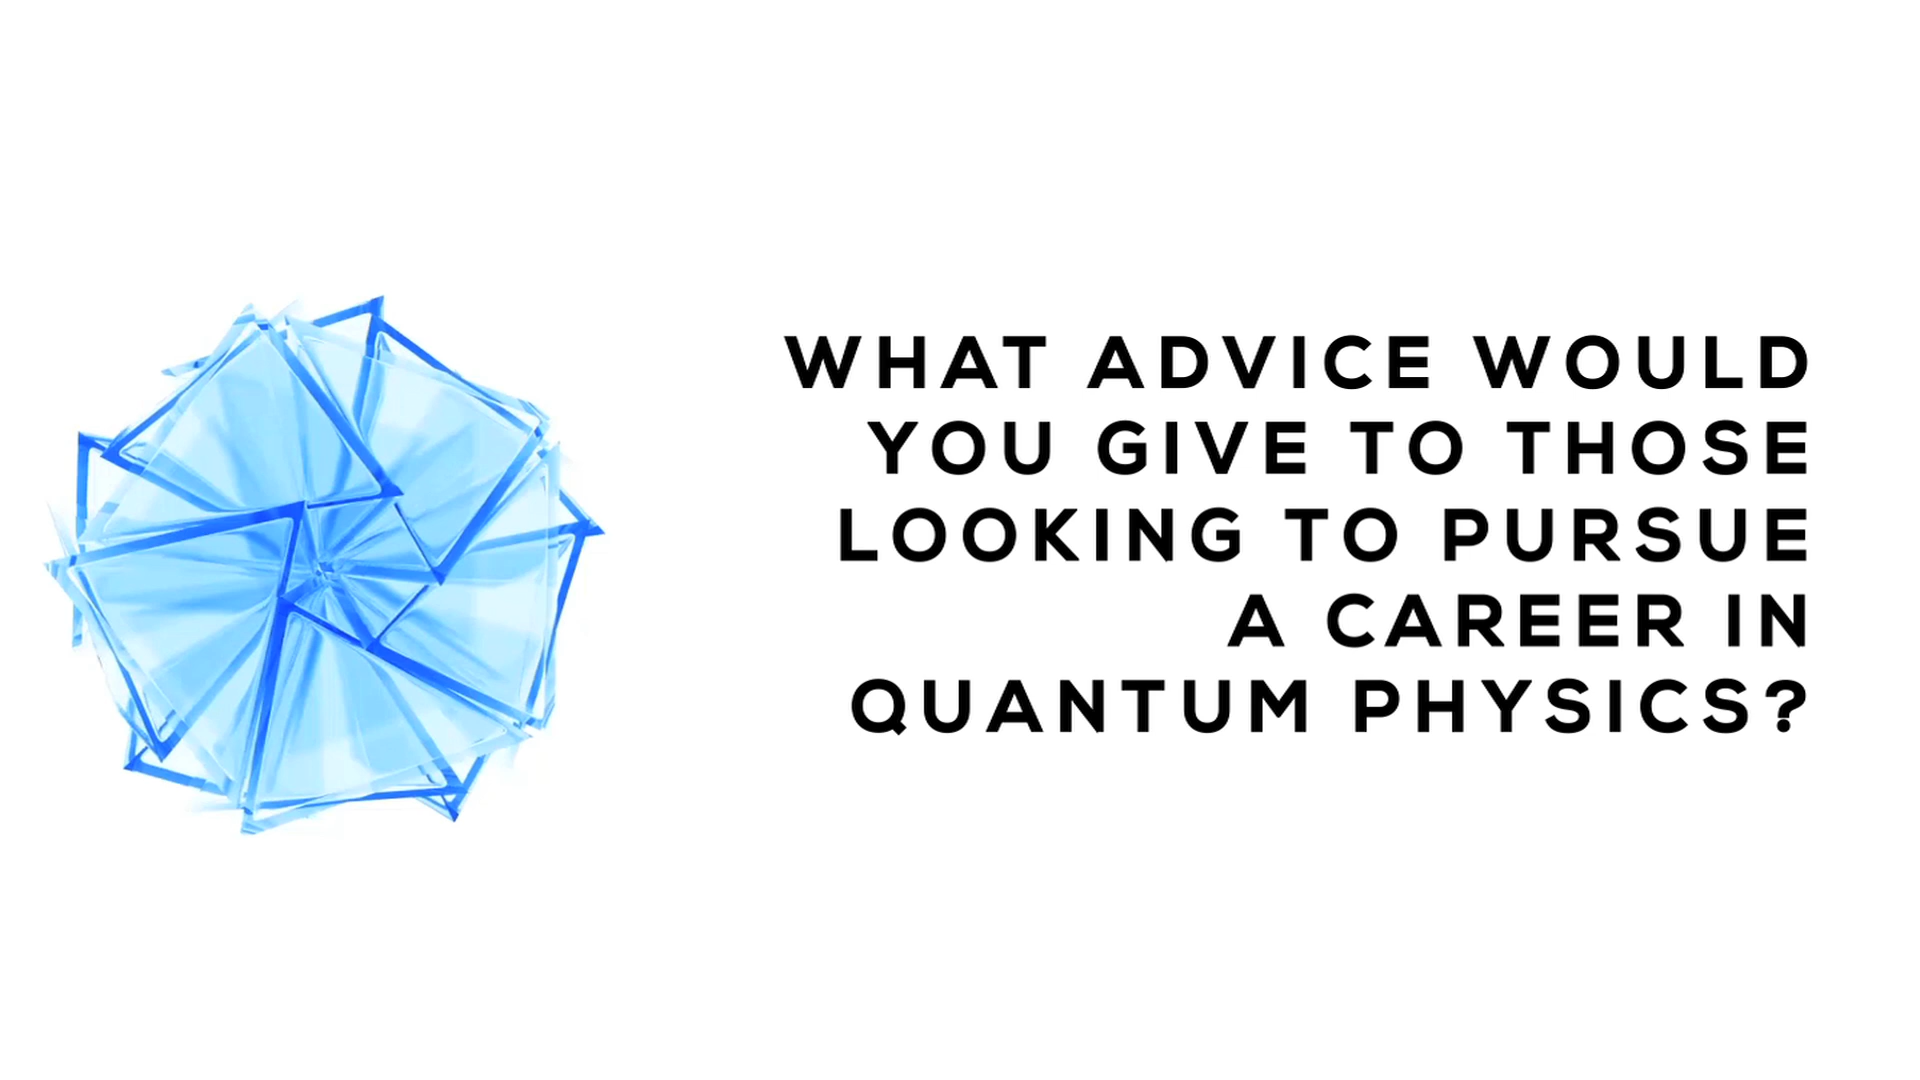 WHAT ADVICE WOULD
YOU GIVE TO THOSE
LOOKING TO PURSUE
A CAREER IN
QUANTUM PHYSICS?